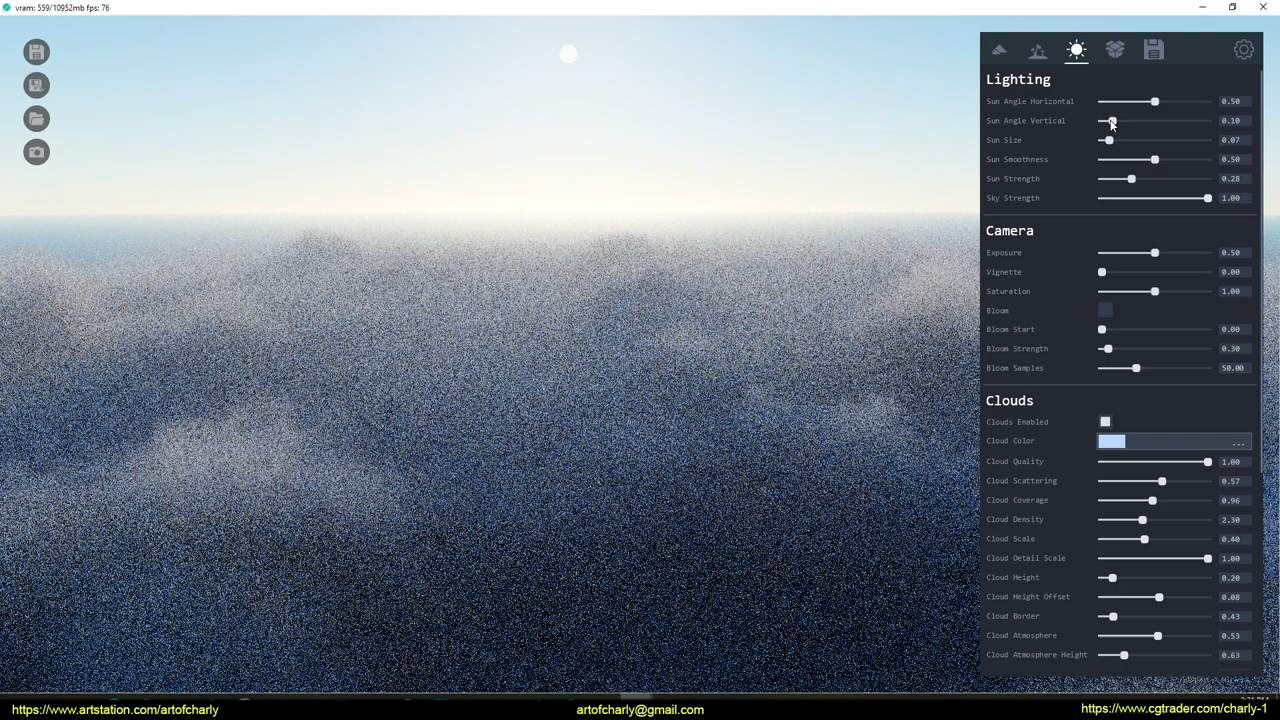 vram: 559/10952mb fps: 76
Lighting
Sun Angle Horizontal 0.50
Sun Angle Vertical 0.10
Sun Size 0.07
Sun Smoothness 0.50
Sun Strength 0.28
Sky Strength 1.00
Camera
Exposure 0.50
Vignette 0.00
Saturation 1.00
Bloom
Bloom Start 0.00
Bloom Strength 0.30
Bloom Samples 50.00
Clouds
Clouds Enabled
Cloud Color ...
Cloud Quality 1.00
Cloud Scattering 0.57
Cloud Coverage 0.96
Cloud Density 2.30
Cloud Scale 0.40
Cloud Detail Scale 1.00
Cloud Height 0.20
Cloud Height Offset 0.08
Cloud Border 0.43
Cloud Atmosphere 0.53
Cloud Atmosphere Height 0.63
https://www.artstation.com/artofcharly artofcharly@gmail.com https://www.cgtrader.com/charly-1